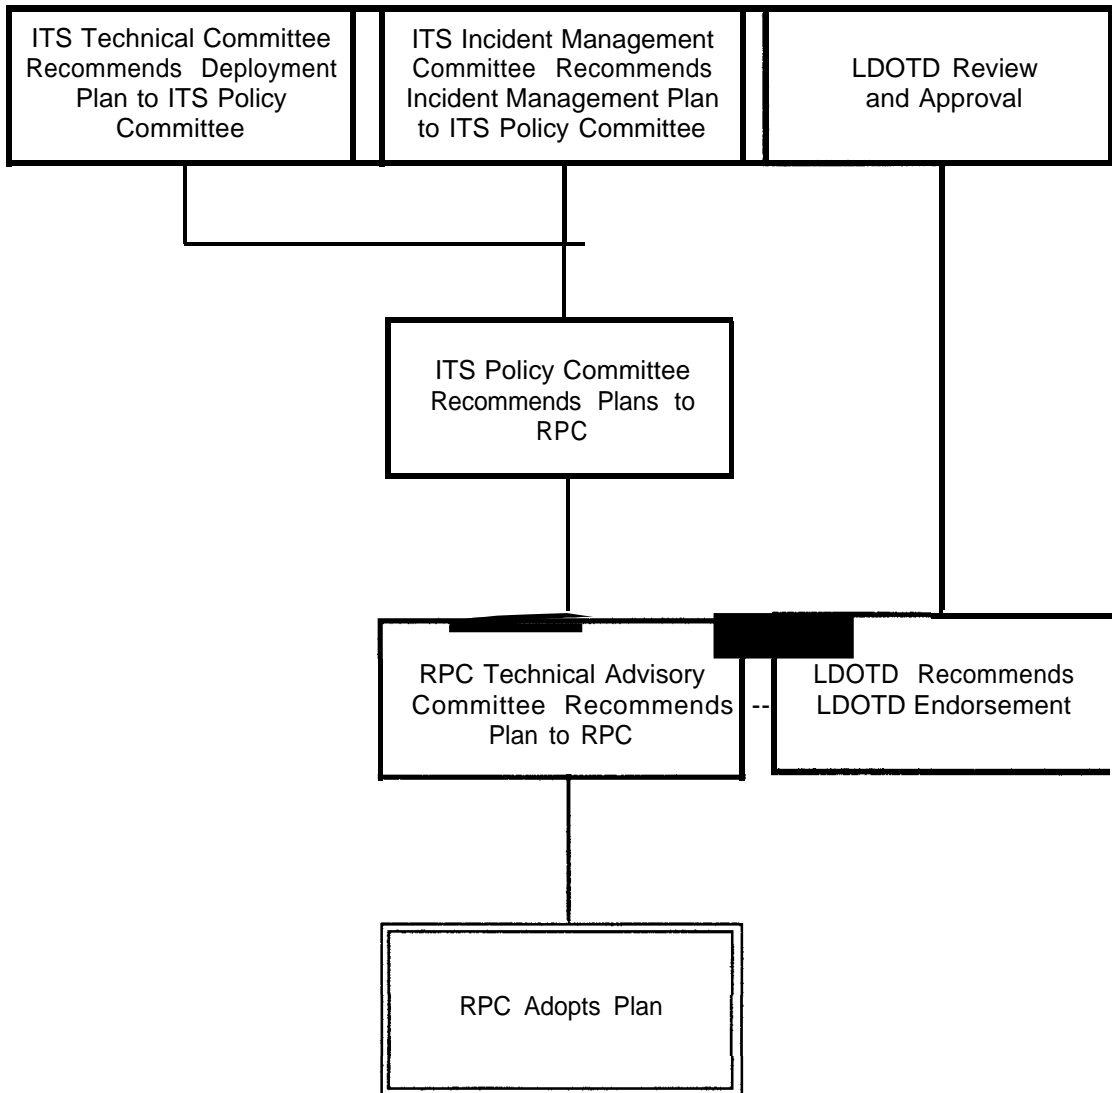 ITS Technical Committee
Recommends Deployment
Plan to ITS Policy
Committee
ITS Incident Management
Committee Recommends
Incident Management Plan
to ITS Policy Committee
LDOTD Review
and Approval
ITS Policy Committee
Recommends Plans to
RPC
RPC Technical Advisory
Committee Recommends
Plan to RPC
--
LDOTD Recommends
LDOTD Endorsement
RPC Adopts Plan